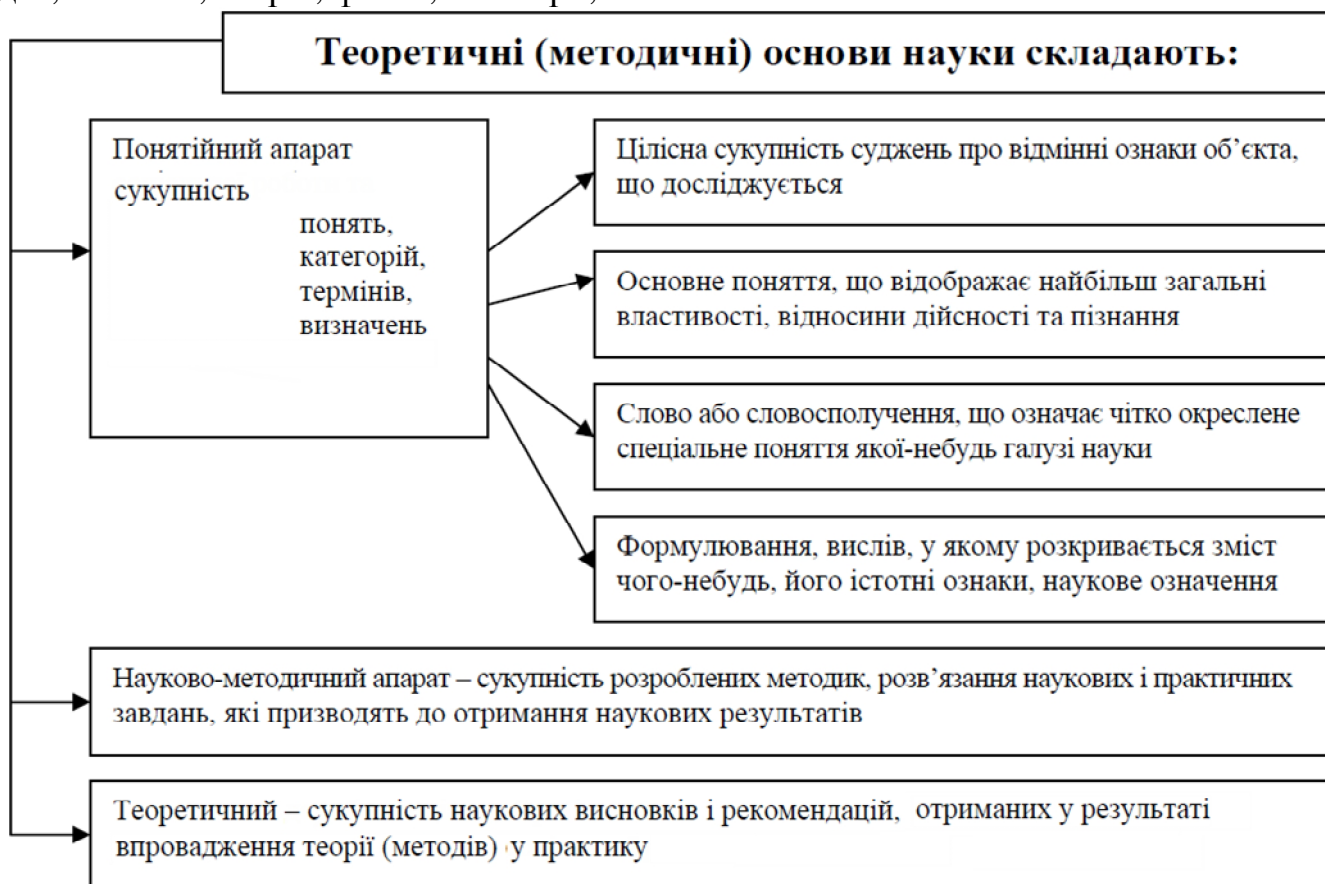 Теоретичні (методичні) основи науки складають:
Понятійний апарат
сукупність
понять,
категорій,
термінів,
визначень
Цілісна сукупність суджень про відмінні ознаки об’єкта,
що досліджується
Основне поняття, що відображає найбільш загальні
властивості, відносини дійсності та пізнання
Слово або словосполучення, що означає чітко окреслене
спеціальне поняття якої-небудь галузі науки
Формулювання, вислів, у якому розкривається зміст
чого-небудь, його істотні ознаки, наукове означення
Науково-методичний апарат – сукупність розроблених методик, розв’язання наукових і практичних
завдань, які призводять до отримання наукових результатів
Теоретичний – сукупність наукових висновків і рекомендацій, отриманих у результаті
впровадження теорії (методів) у практику